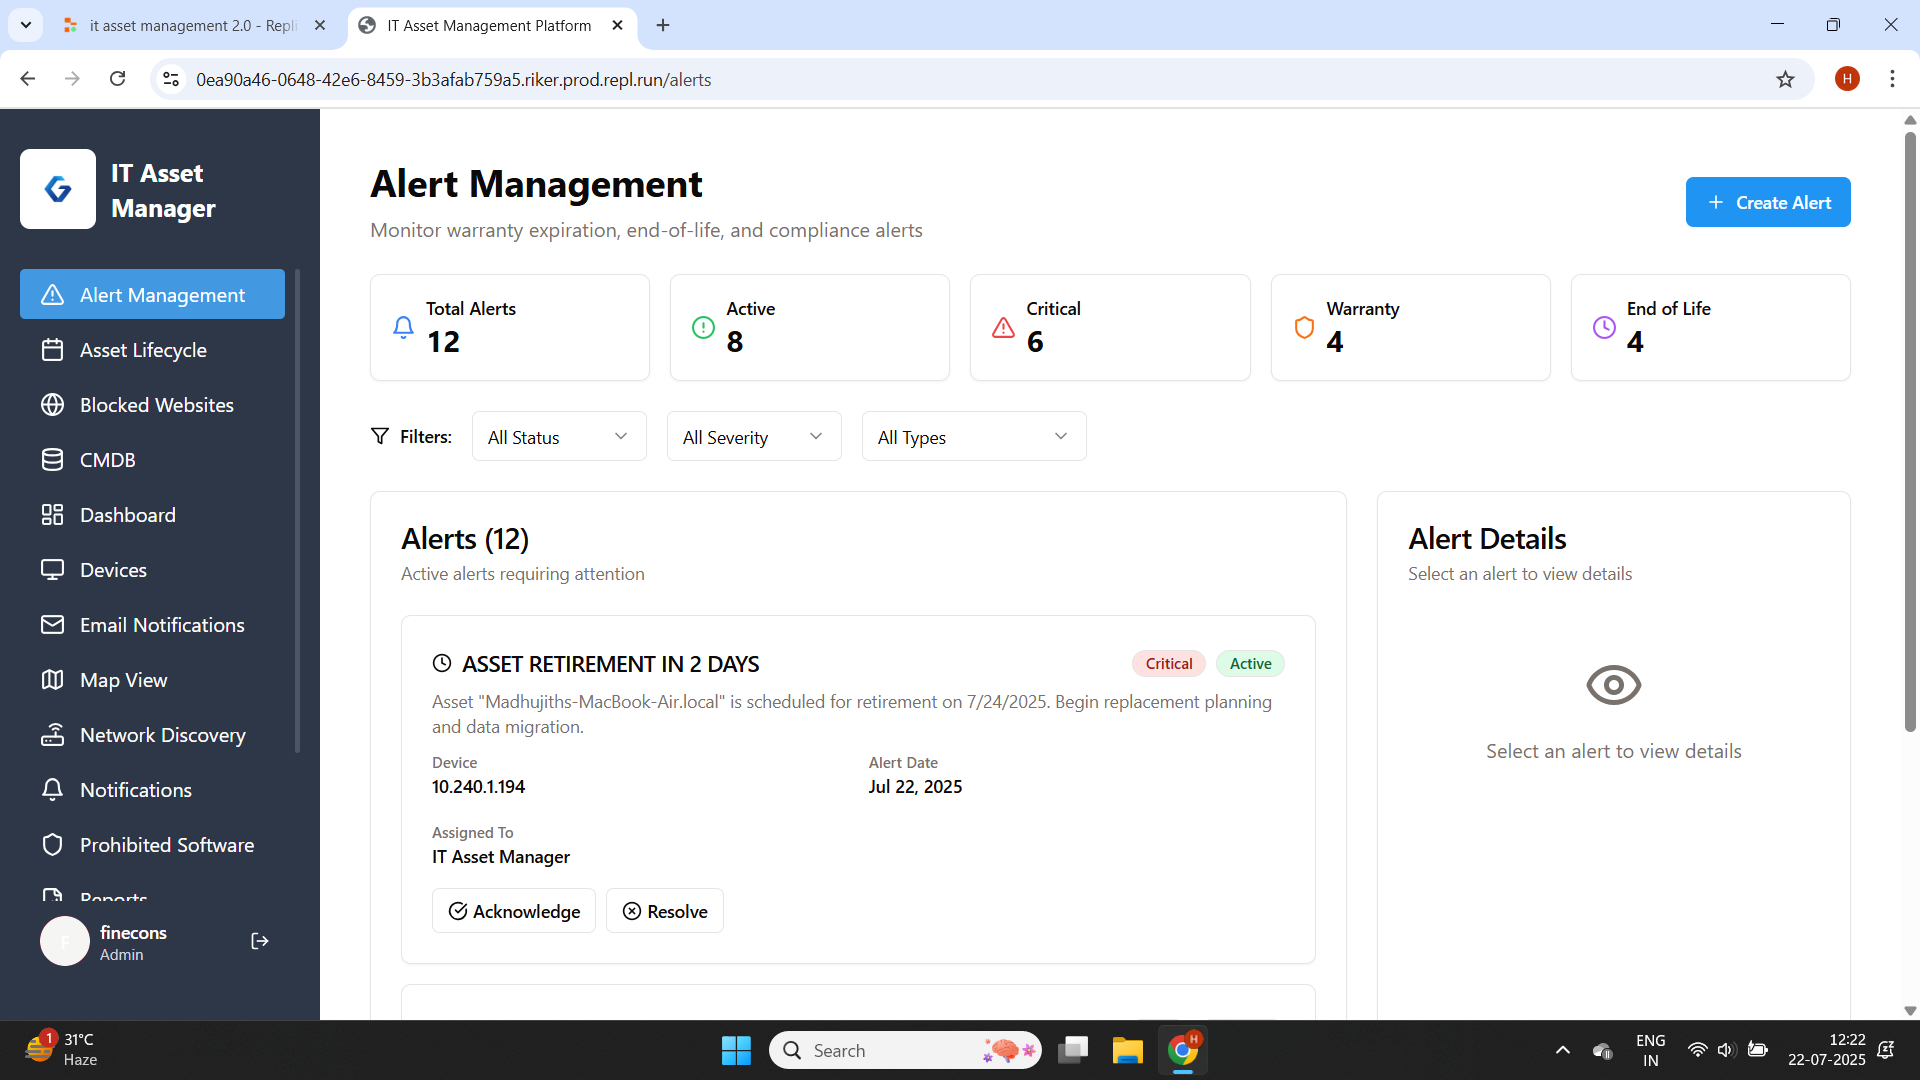 it asset management 2.0 - Repli
IT Asset Management Platform
0ea90a46-0648-42e6-8459-3b3afab759a5.riker.prod.repl.run/alerts
H
IT Asset
Manager
Alert Management
Asset Lifecycle
Blocked Websites
CMDB
Dashboard
Devices
Email Notifications
Map View
Network Discovery
Notifications
Prohibited Software
Reports
F
finecons
Admin
Alert Management
Monitor warranty expiration, end-of-life, and compliance alerts
Create Alert
Total Alerts
12
Active
8
Critical
6
Warranty
4
End of Life
4
Filters:
All Status
All Severity
All Types
Alerts (12)
Active alerts requiring attention
ASSET RETIREMENT IN 2 DAYS
Critical
Active
Asset "Madhujiths-MacBook-Air.local" is scheduled for retirement on 7/24/2025. Begin replacement planning
and data migration.
Device
10.240.1.194
Alert Date
Jul 22, 2025
Assigned To
IT Asset Manager
Acknowledge
Resolve
Alert Details
Select an alert to view details
Select an alert to view details
1
31°C
Haze
Search
H
ENG
IN
12:22
22-07-2025